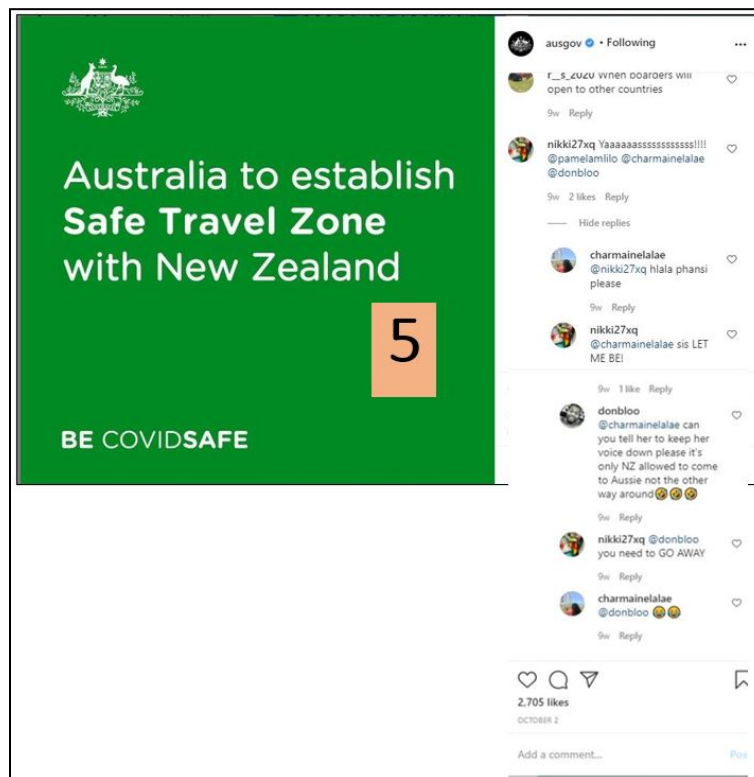 Australia to establish
Safe Travel Zone
with New Zealand
5
BE COVIDSAFE
ausgov • Following
r__s_2020 When boarders will
open to other countries
9w Reply
nikki27xq Yaaaaaassssssssssss!!!!
@pamelamlilo @charmainelalae
@donbloo
9w 2 likes Reply
Hide replies
charmainelalae
@nikki27xq hlala phansi
please
9w Reply
nikki27xq
@charmainelalae sis LET
ME BE!
9w 1 like Reply
donbloo
@charmainelalae can
you tell her to keep her
voice down please it's
only NZ allowed to come
to Aussie not the other
way around🤣🤣🤣
9w Reply
nikki27xq @donbloo
you need to GO AWAY
9w Reply
charmainelalae
@donbloo 😂😂
9w Reply
2,705 likes
OCTOBER 2
Add a comment...
Pos